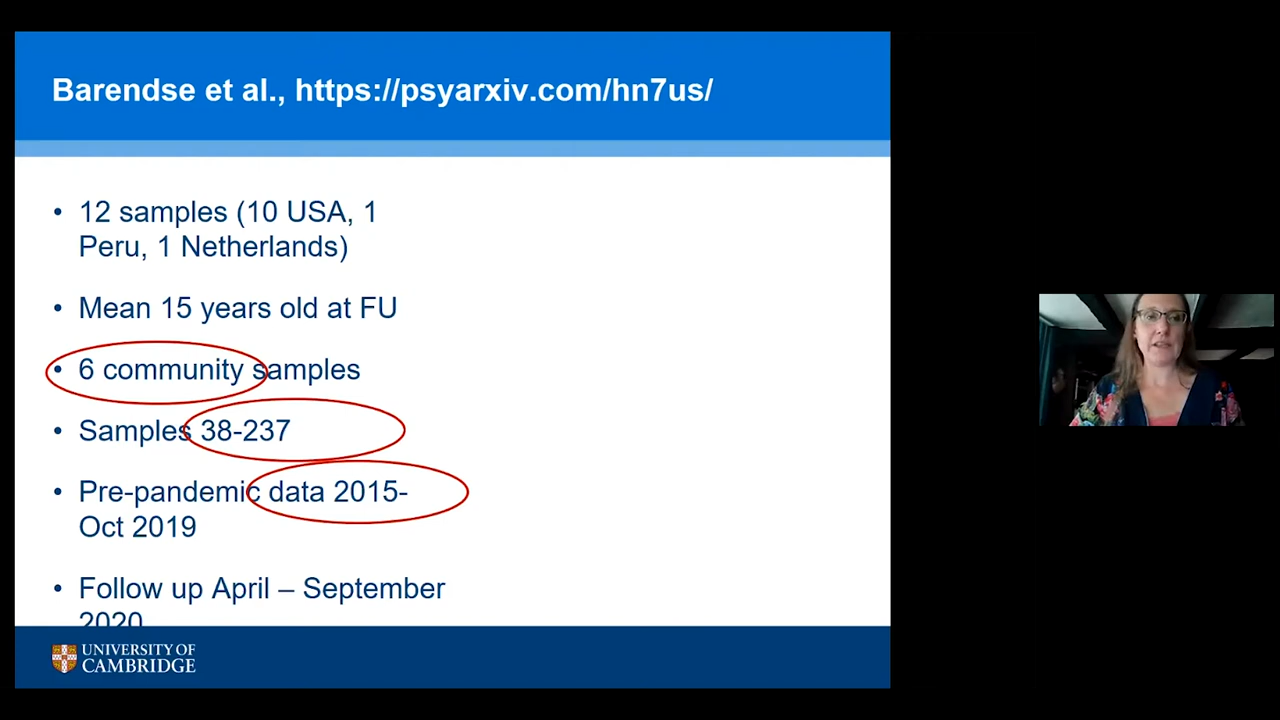 Barendse et al., https://psyarxiv.com/hn7us/
• 12 samples (10 USA, 1
Peru, 1 Netherlands)
• Mean 15 years old at FU
• 6 community samples
• Samples 38-237
• Pre-pandemic data 2015-
Oct 2019
• Follow up April – September
2020
UNIVERSITY OF
CAMBRIDGE